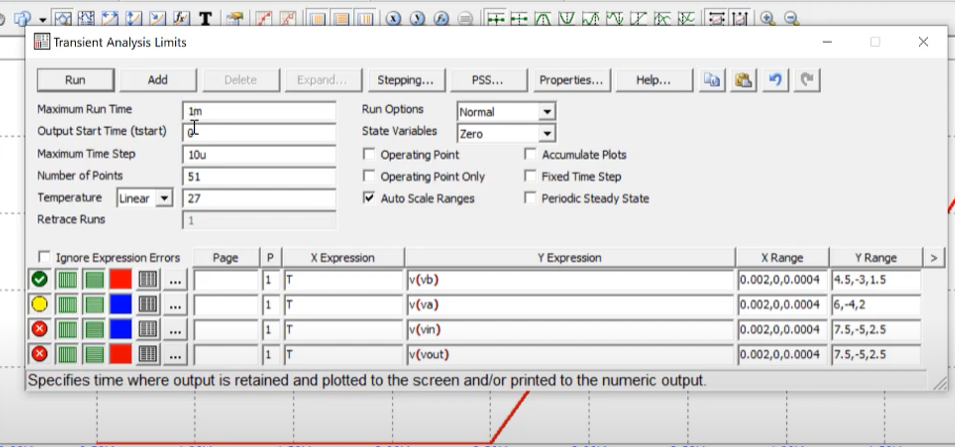 T
Transient Analysis Limits
Run Add Delete Expand... Stepping... PSS... Properties... Help...
Maximum Run Time 1m Run Options Normal
Output Start Time (tstart) 0 State Variables Zero
Maximum Time Step 10u Operating Point Accumulate Plots
Number of Points 51 Operating Point Only Fixed Time Step
Temperature Linear 27 Auto Scale Ranges Periodic Steady State
Retrace Runs 1
Ignore Expression Errors Page P X Expression Y Expression X Range Y Range >
... 1 T v(vb) 0.002,0,0.0004 4.5,-3,1.5
... 1 T v(va) 0.002,0,0.0004 6,-4,2
... 1 T v(vin) 0.002,0,0.0004 7.5,-5,2.5
... 1 T v(vout) 0.002,0,0.0004 7.5,-5,2.5
Specifies time where output is retained and plotted to the screen and/or printed to the numeric output.